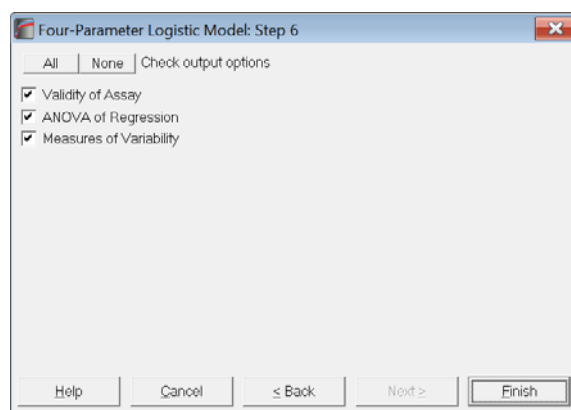 Four-Parameter Logistic Model: Step 6
All None Check output options
Validity of Assay
ANOVA of Regression
Measures of Variability
Help Cancel < Back Next > Finish